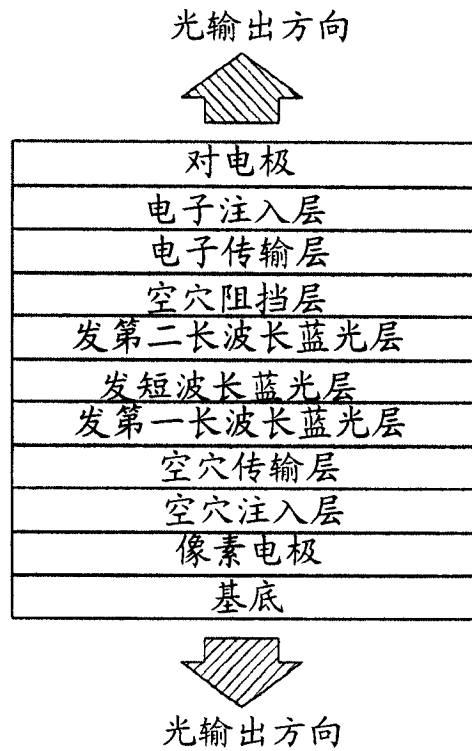 光输出方向
对电极
电子注入层
电子传输层
空穴阻挡层
发第二长波长蓝光层
发短波长蓝光层
发第一长波长蓝光层
空穴传输层
空穴注入层
像素电极
基底
光输出方向